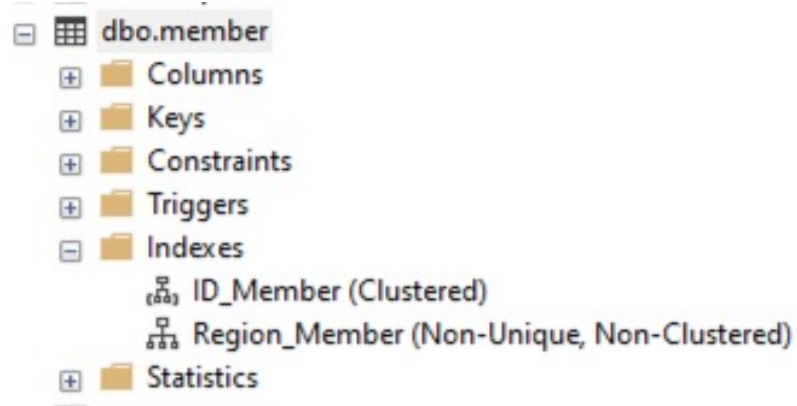 dbo.member
Columns
Keys
Constraints
Triggers
Indexes
ID_Member (Clustered)
Region_Member (Non-Unique, Non-Clustered)
Statistics